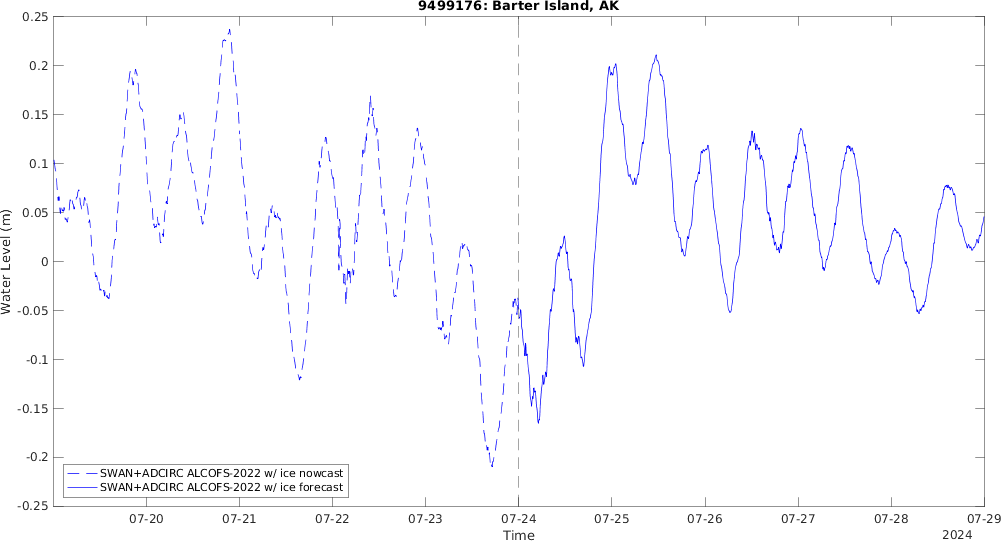 9499176: Barter Island, AK
Water Level (m)
0.25
0.2
0.15
0.1
0.05
0
-0.05
-0.1
-0.15
-0.2
-0.25
SWAN+ADCIRC ALCOFS-2022 w/ ice nowcast
SWAN+ADCIRC ALCOFS-2022 w/ ice forecast
07-20 07-21 07-22 07-23 07-24 07-25 07-26 07-27 07-28 07-29
Time
2024